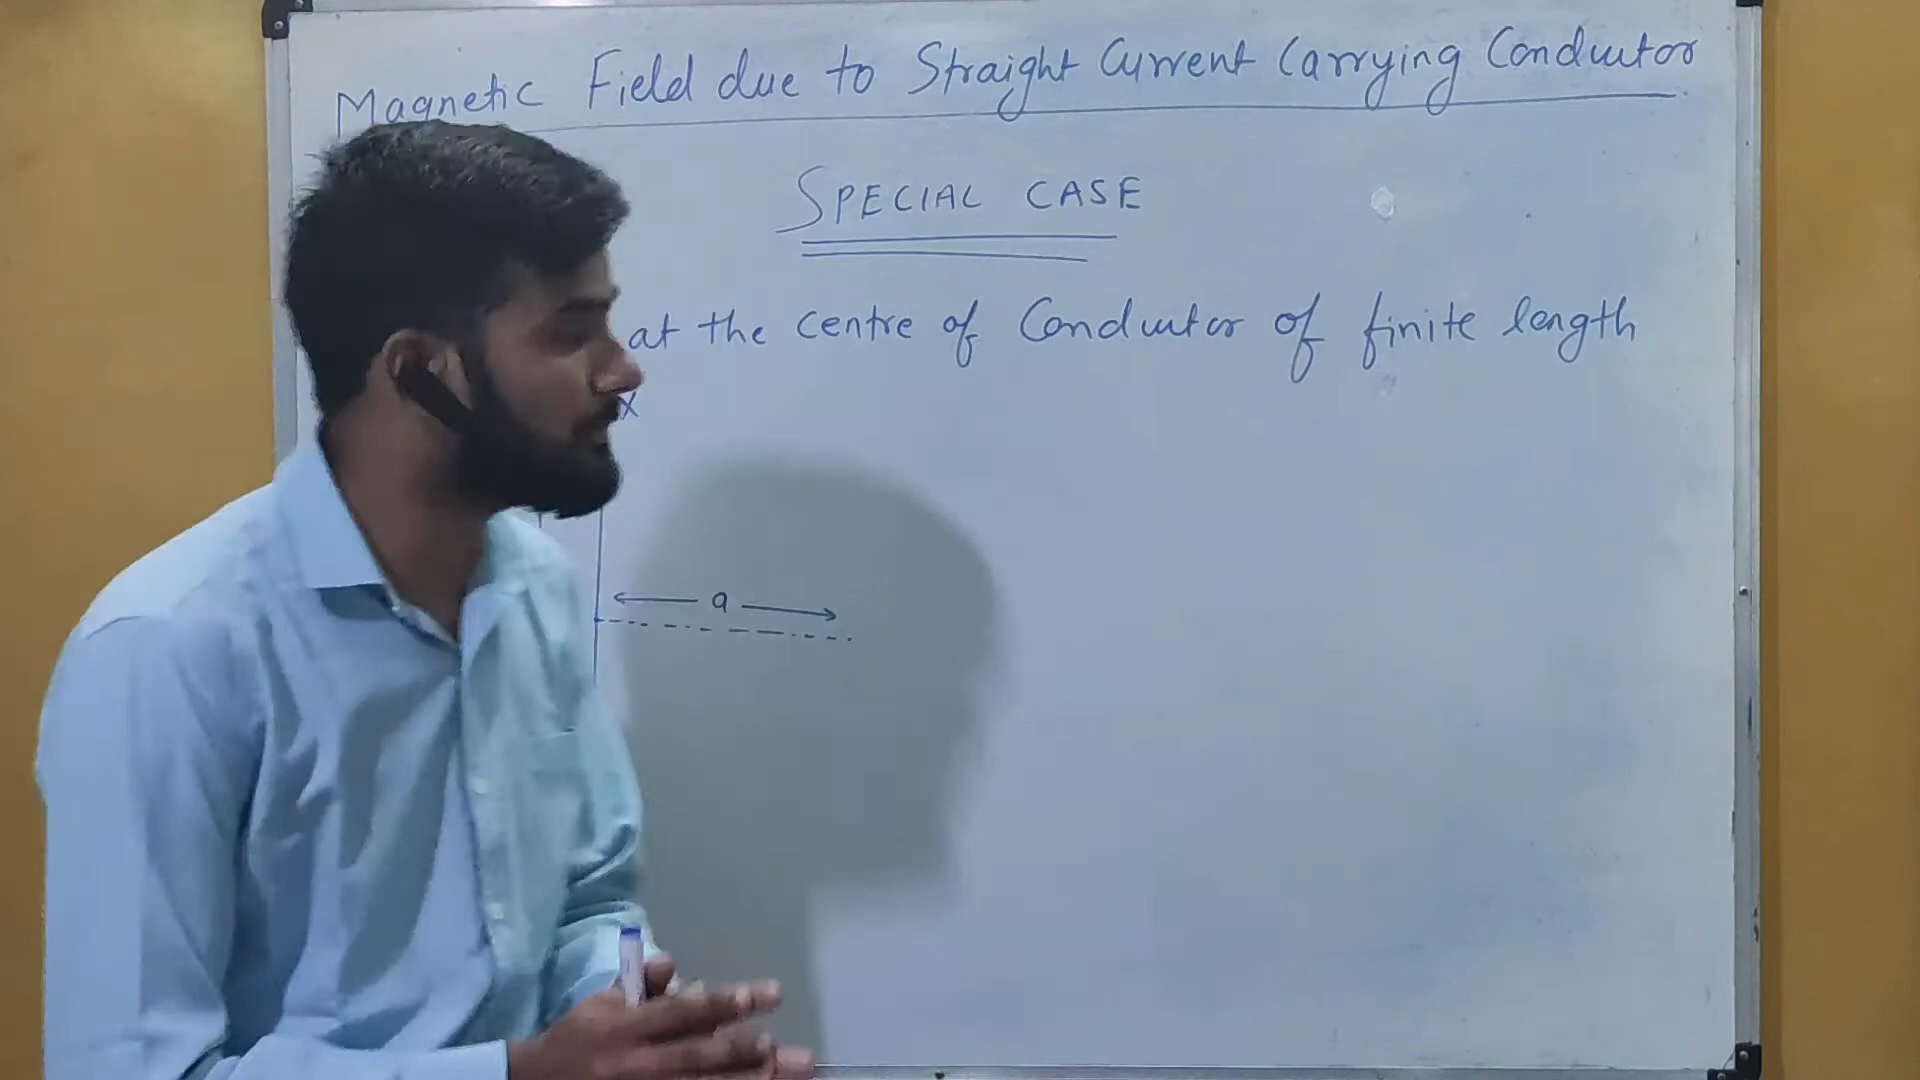 Magnetic Field due to Straight Current Carrying Conductor
SPECIAL CASE
at the centre of Conductor of finite length
X
a